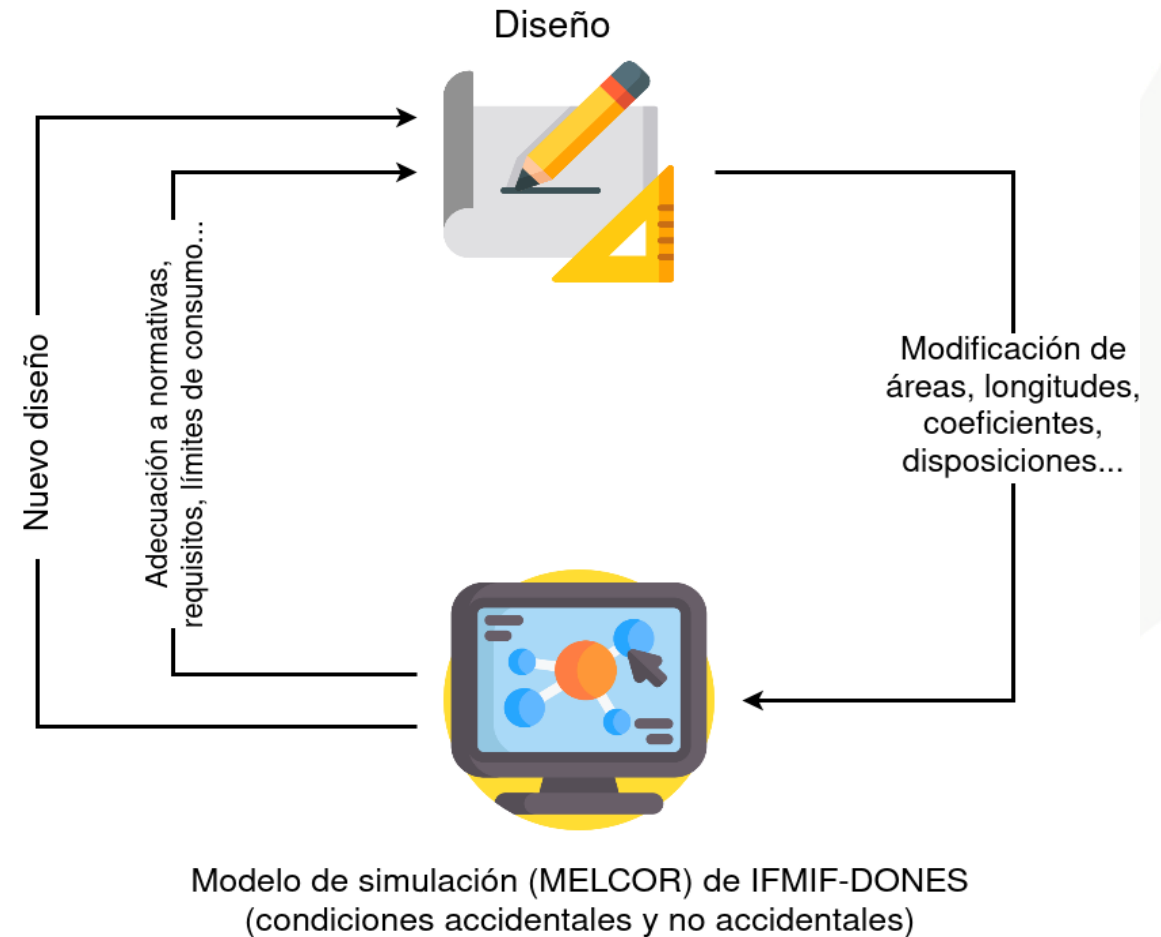 Diseño
Nuevo diseño
Adecuación a normativas,
requisitos, límites de consumo...
Modificación de
áreas, longitudes,
coeficientes,
disposiciones...
Modelo de simulación (MELCOR) de IFMIF-DONES
(condiciones accidentales y no accidentales)